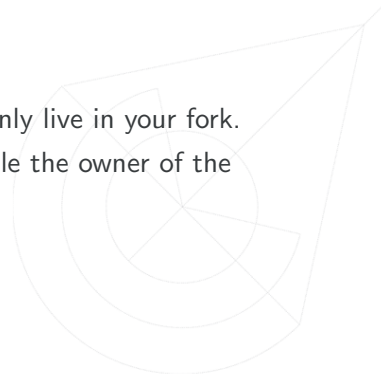 nly live in your fork.
le the owner of the